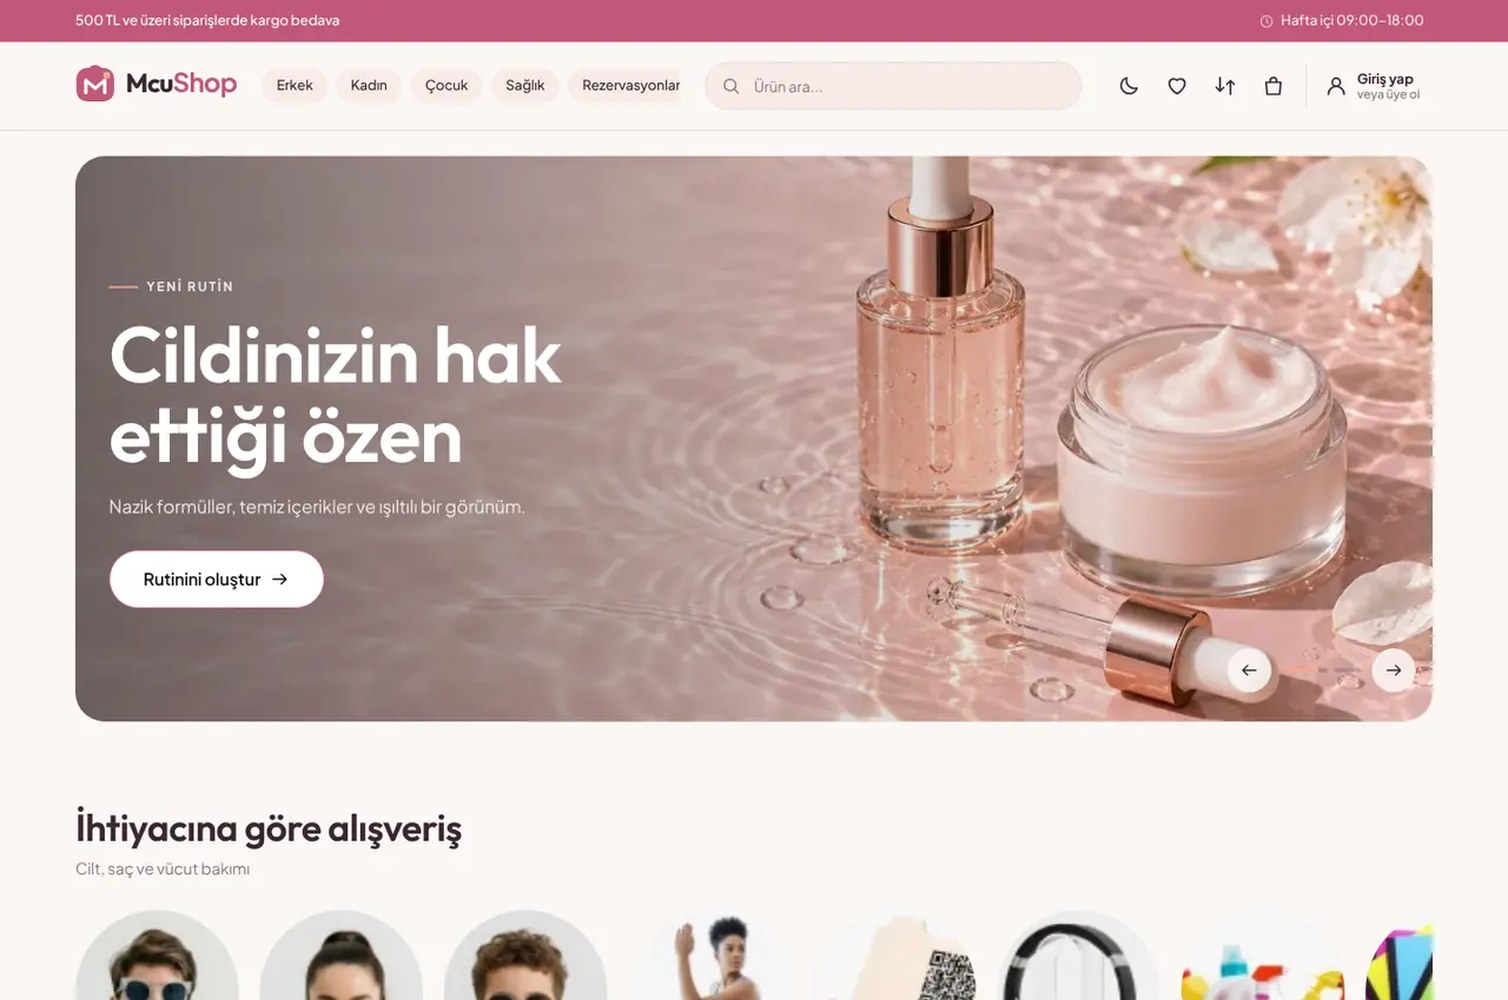 500 TL ve üzeri siparişlerde kargo bedava
Hafta içi 09:00–18:00
McuShop
Erkek
Kadın
Çocuk
Sağlık
Rezervasyonlar
Ürün ara...
Giriş yap
veya üye ol
YENİ RUTİN
Cildinizin hak
ettiği özen
Nazik formüller, temiz içerikler ve ışıltılı bir görünüm.
Rutinini oluştur
İhtiyacına göre alışveriş
Cilt, saç ve vücut bakımı